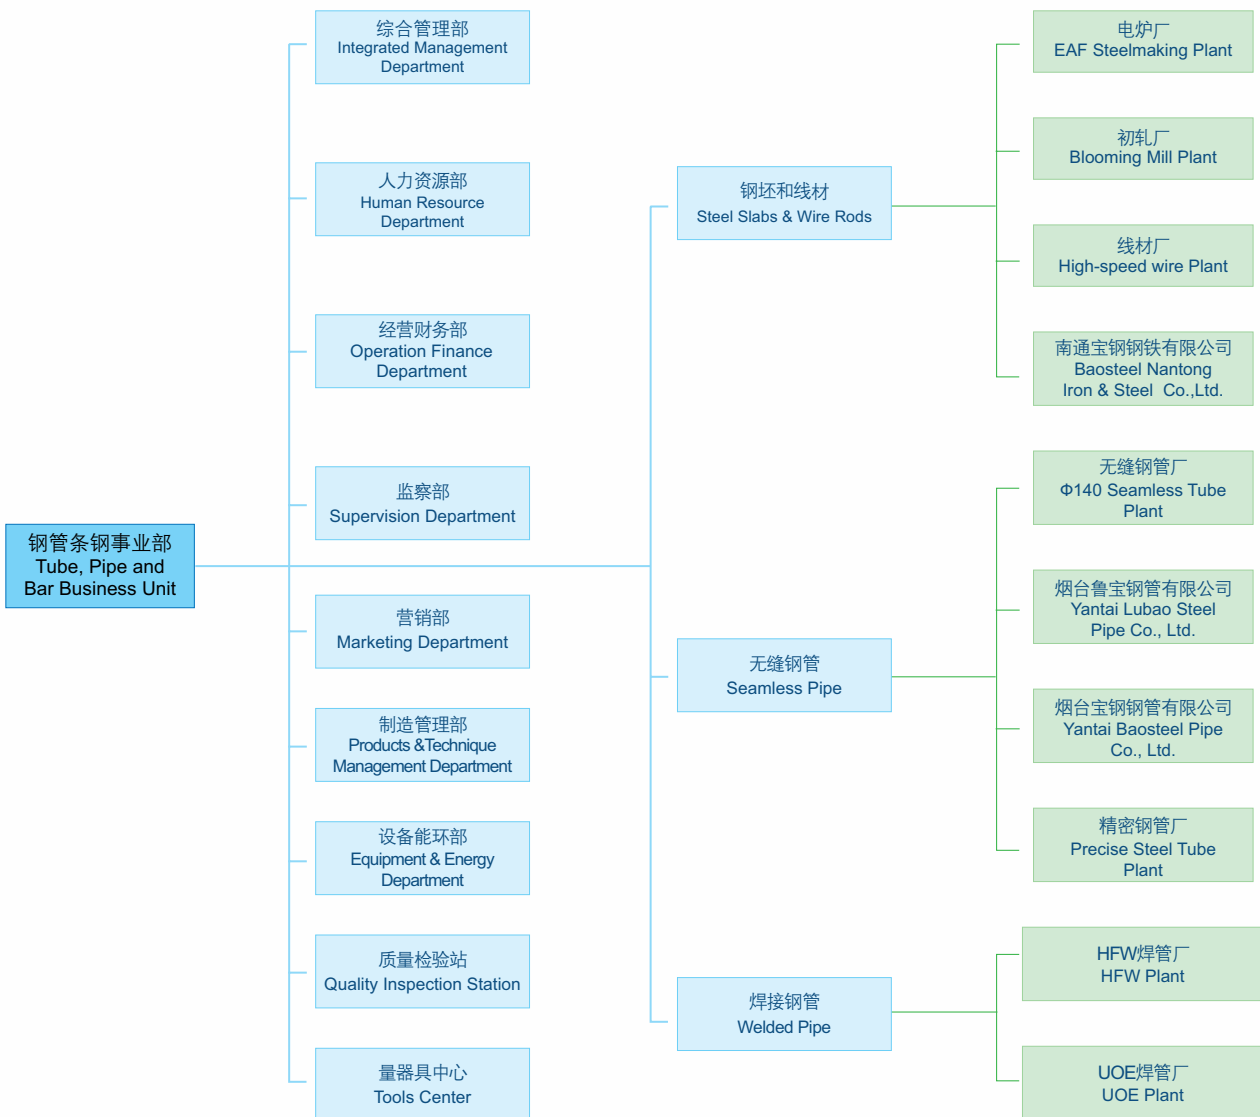 钢管条钢事业部
Tube, Pipe and
Bar Business Unit
综合管理部
Integrated Management
Department
人力资源部
Human Resource
Department
经营财务部
Operation Finance
Department
监察部
Supervision Department
营销部
Marketing Department
制造管理部
Products &Technique
Management Department
设备能环部
Equipment & Energy
Department
质量检验站
Quality Inspection Station
量器具中心
Tools Center
钢坯和线材
Steel Slabs & Wire Rods
电炉厂
EAF Steelmaking Plant
初轧厂
Blooming Mill Plant
线材厂
High-speed wire Plant
南通宝钢钢铁有限公司
Baosteel Nantong
Iron & Steel Co.,Ltd.
无缝钢管
Seamless Pipe
无缝钢管厂
Φ140 Seamless Tube
Plant
烟台鲁宝钢管有限公司
Yantai Lubao Steel
Pipe Co., Ltd.
烟台宝钢钢管有限公司
Yantai Baosteel Pipe
Co., Ltd.
精密钢管厂
Precise Steel Tube
Plant
焊接钢管
Welded Pipe
HFW焊管厂
HFW Plant
UOE焊管厂
UOE Plant